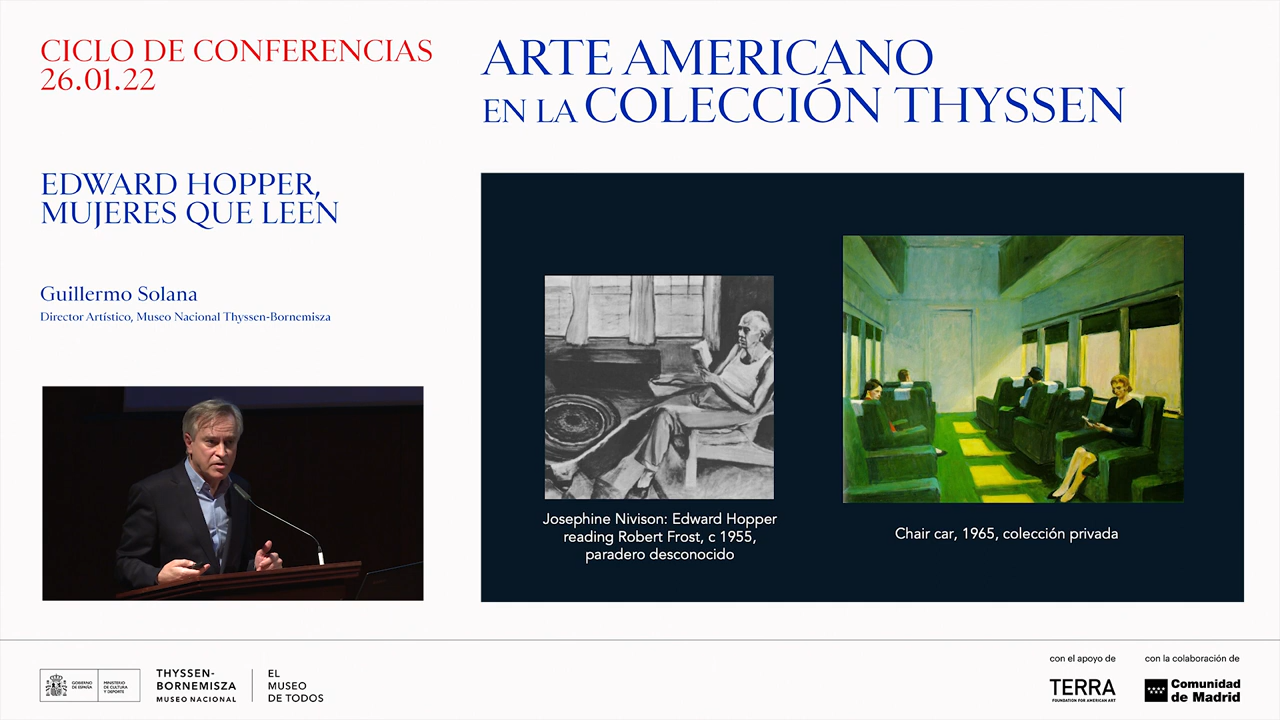 CICLO DE CONFERENCIAS
26.01.22
ARTE AMERICANO
EN LA COLECCIÓN THYSSEN
EDWARD HOPPER,
MUJERES QUE LEEN
Guillermo Solana
Director Artístico, Museo Nacional Thyssen-Bornemisza
Josephine Nivison: Edward Hopper
reading Robert Frost, c 1955,
paradero desconocido
Chair car, 1965, colección privada
GOBIERNO
DE ESPAÑA
MINISTERIO
DE CULTURA
Y DEPORTE
THYSSEN-
BORNEMISZA
MUSEO NACIONAL
EL
MUSEO
DE TODOS
con el apoyo de
TERRA
FOUNDATION FOR AMERICAN ART
con la colaboración de
Comunidad
de Madrid